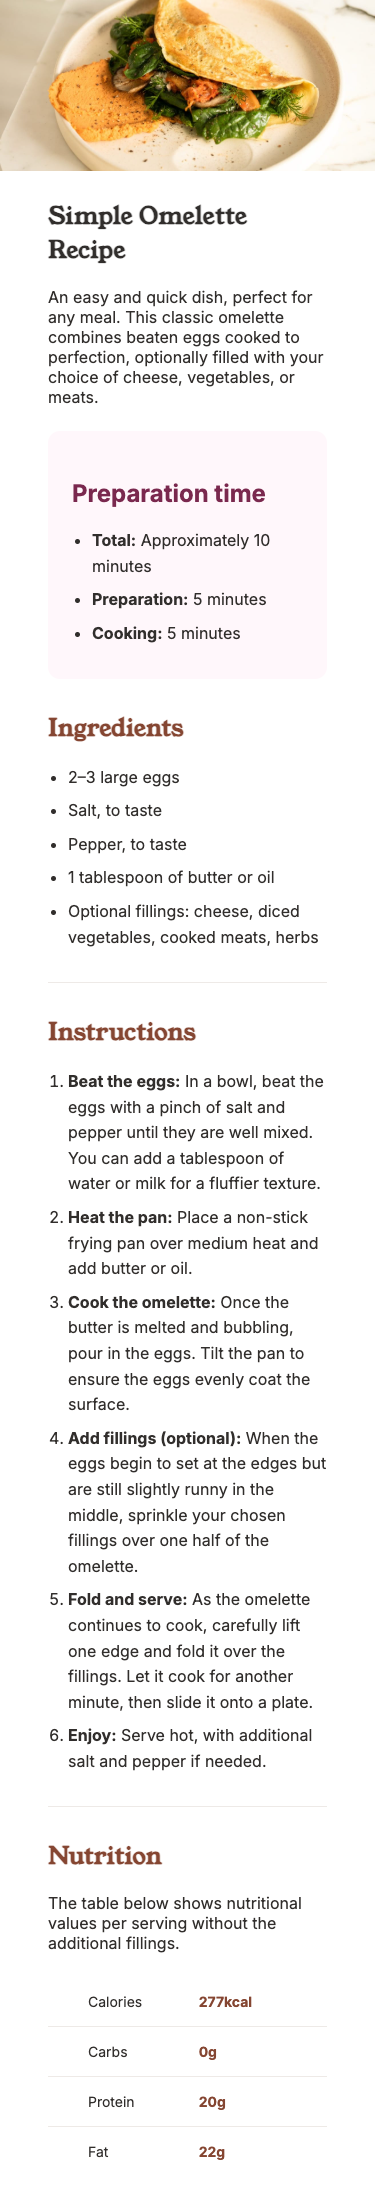 Simple Omelette
Recipe
An easy and quick dish, perfect for
any meal. This classic omelette
combines beaten eggs cooked to
perfection, optionally filled with your
choice of cheese, vegetables, or
meats.
Preparation time
• Total: Approximately 10
minutes
• Preparation: 5 minutes
• Cooking: 5 minutes
Ingredients
• 2–3 large eggs
• Salt, to taste
• Pepper, to taste
• 1 tablespoon of butter or oil
• Optional fillings: cheese, diced
vegetables, cooked meats, herbs
Instructions
1. Beat the eggs: In a bowl, beat the
eggs with a pinch of salt and
pepper until they are well mixed.
You can add a tablespoon of
water or milk for a fluffier texture.
2. Heat the pan: Place a non-stick
frying pan over medium heat and
add butter or oil.
3. Cook the omelette: Once the
butter is melted and bubbling,
pour in the eggs. Tilt the pan to
ensure the eggs evenly coat the
surface.
4. Add fillings (optional): When the
eggs begin to set at the edges but
are still slightly runny in the
middle, sprinkle your chosen
fillings over one half of the
omelette.
5. Fold and serve: As the omelette
continues to cook, carefully lift
one edge and fold it over the
fillings. Let it cook for another
minute, then slide it onto a plate.
6. Enjoy: Serve hot, with additional
salt and pepper if needed.
Nutrition
The table below shows nutritional
values per serving without the
additional fillings.
Calories 277kcal
Carbs 0g
Protein 20g
Fat 22g